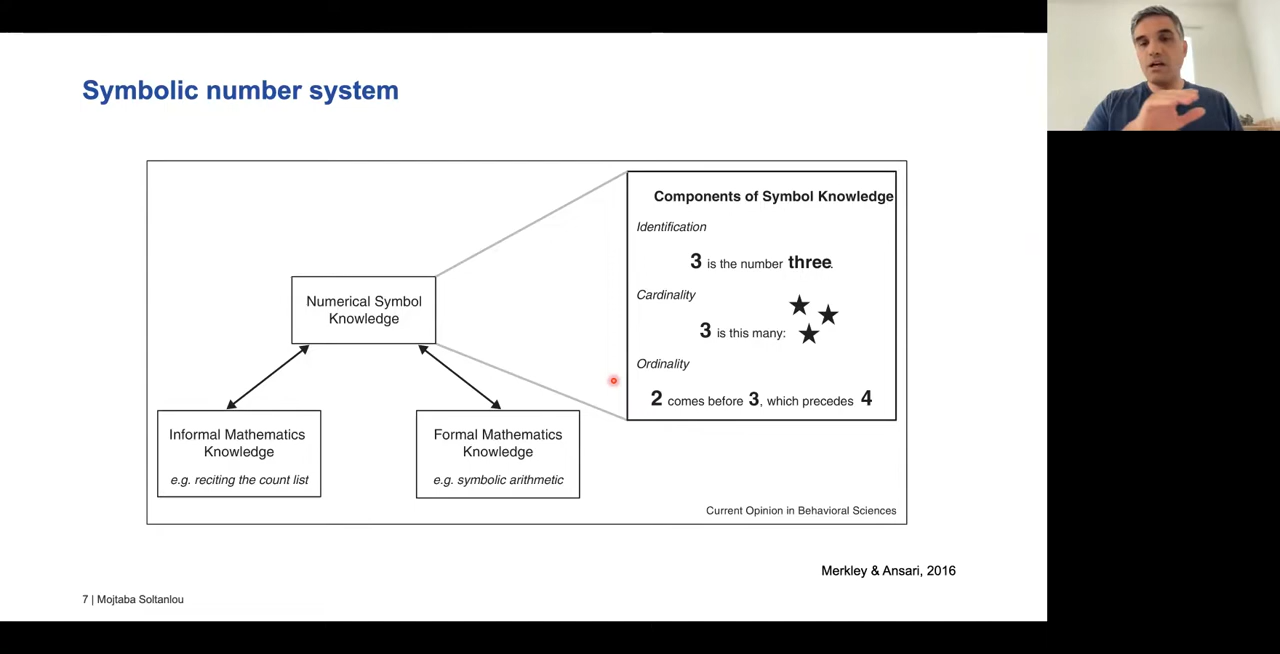 Symbolic number system
Numerical Symbol
Knowledge
Informal Mathematics
Knowledge
e.g. reciting the count list
Formal Mathematics
Knowledge
e.g. symbolic arithmetic
Components of Symbol Knowledge
Identification
3 is the number three.
Cardinality
3 is this many:
Ordinality
2 comes before 3, which precedes 4
Current Opinion in Behavioral Sciences
Merkley & Ansari, 2016
7 | Mojtaba Soltanlou